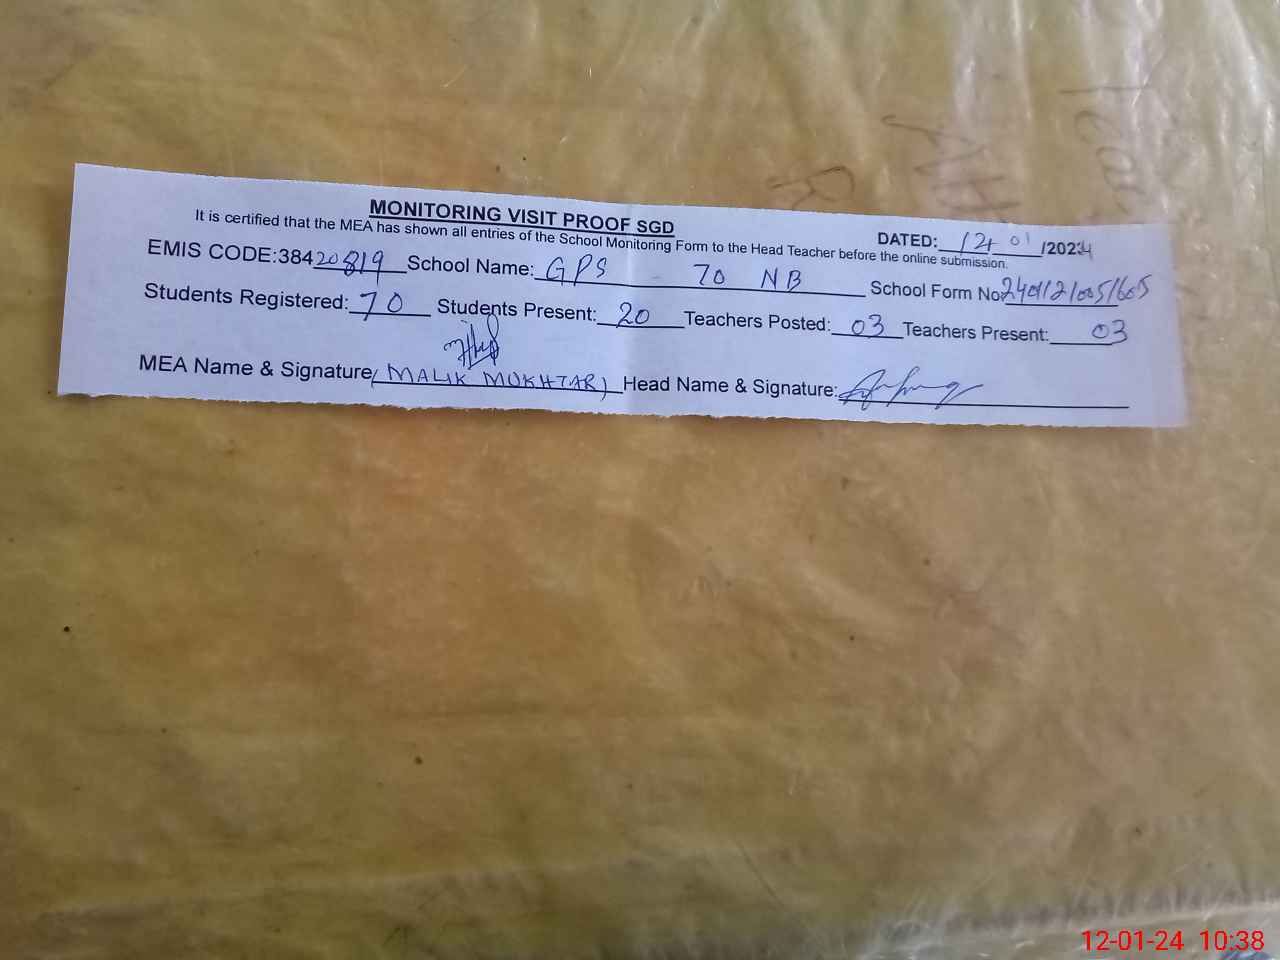 MONITORING VISIT PROOF SGD
DATED: 12 01 /2024
It is certified that the MEA has shown all entries of the School Monitoring Form to the Head Teacher before the online submission.
EMIS CODE:38420819 School Name: GPS 70 NB School Form No
Students Registered: 70 Students Present: 20 Teachers Posted: 03 Teachers Present: 03
MEA Name & Signature (MALIK MUKHTAR) Head Name & Signature:
12-01-24 10:38